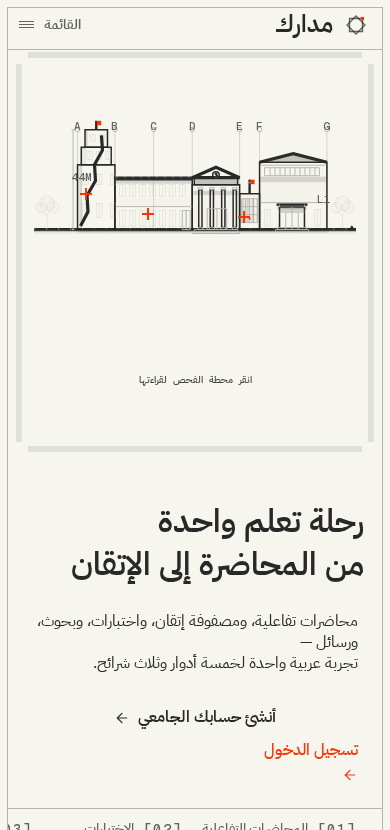 مدارك
القائمة
A B C D E F G
44M
L1
انقر محطة الفحص لقراءتها
رحلة تعلم واحدة
من المحاضرة إلى الإتقان
محاضرات تفاعلية، ومصفوفة إتقان، واختبارات، وبحوث،
ورسائل —
تجربة عربية واحدة لخمسة أدوار وثلاث شرائح.
أنشئ حسابك الجامعي ←
تسجيل الدخول
←
[01] المحاضرات التفاعلية [02] الاختبارات